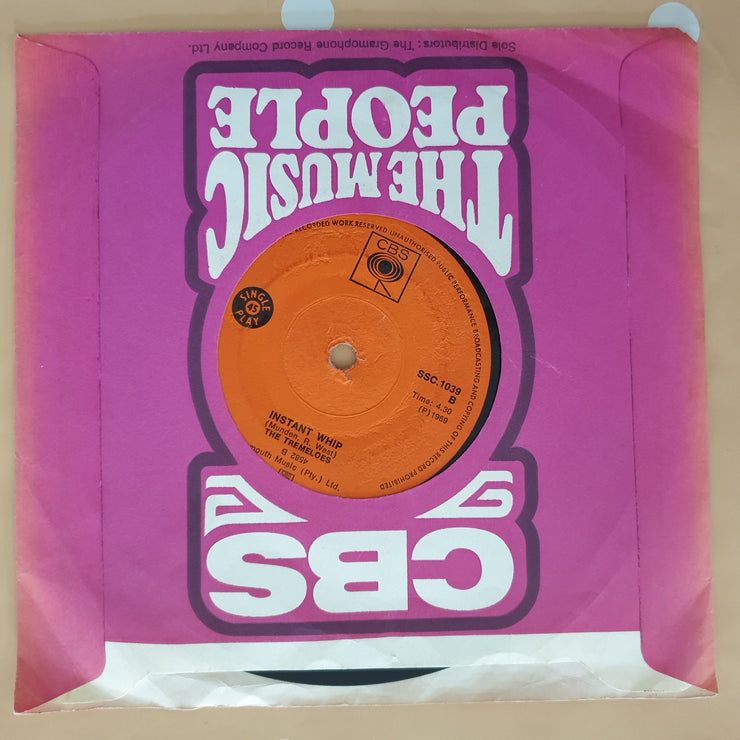 Sole Distributors : The Gramophone Record Company Ltd.
CBS
THE MUSIC
PEOPLE
RECORDED WORK RESERVED UNAUTHORISED PUBLIC PERFORMANCE BROADCASTING AND COPYING OF THIS RECORD PROHIBITED
CBS
SINGLE
45
PLAY
SSC.1039
B
Time: 4.30
(P) 1969
INSTANT WHIP
(Munden, R. West)
THE TREMELOES
4582 B
mouth Music (Pty.) Ltd.